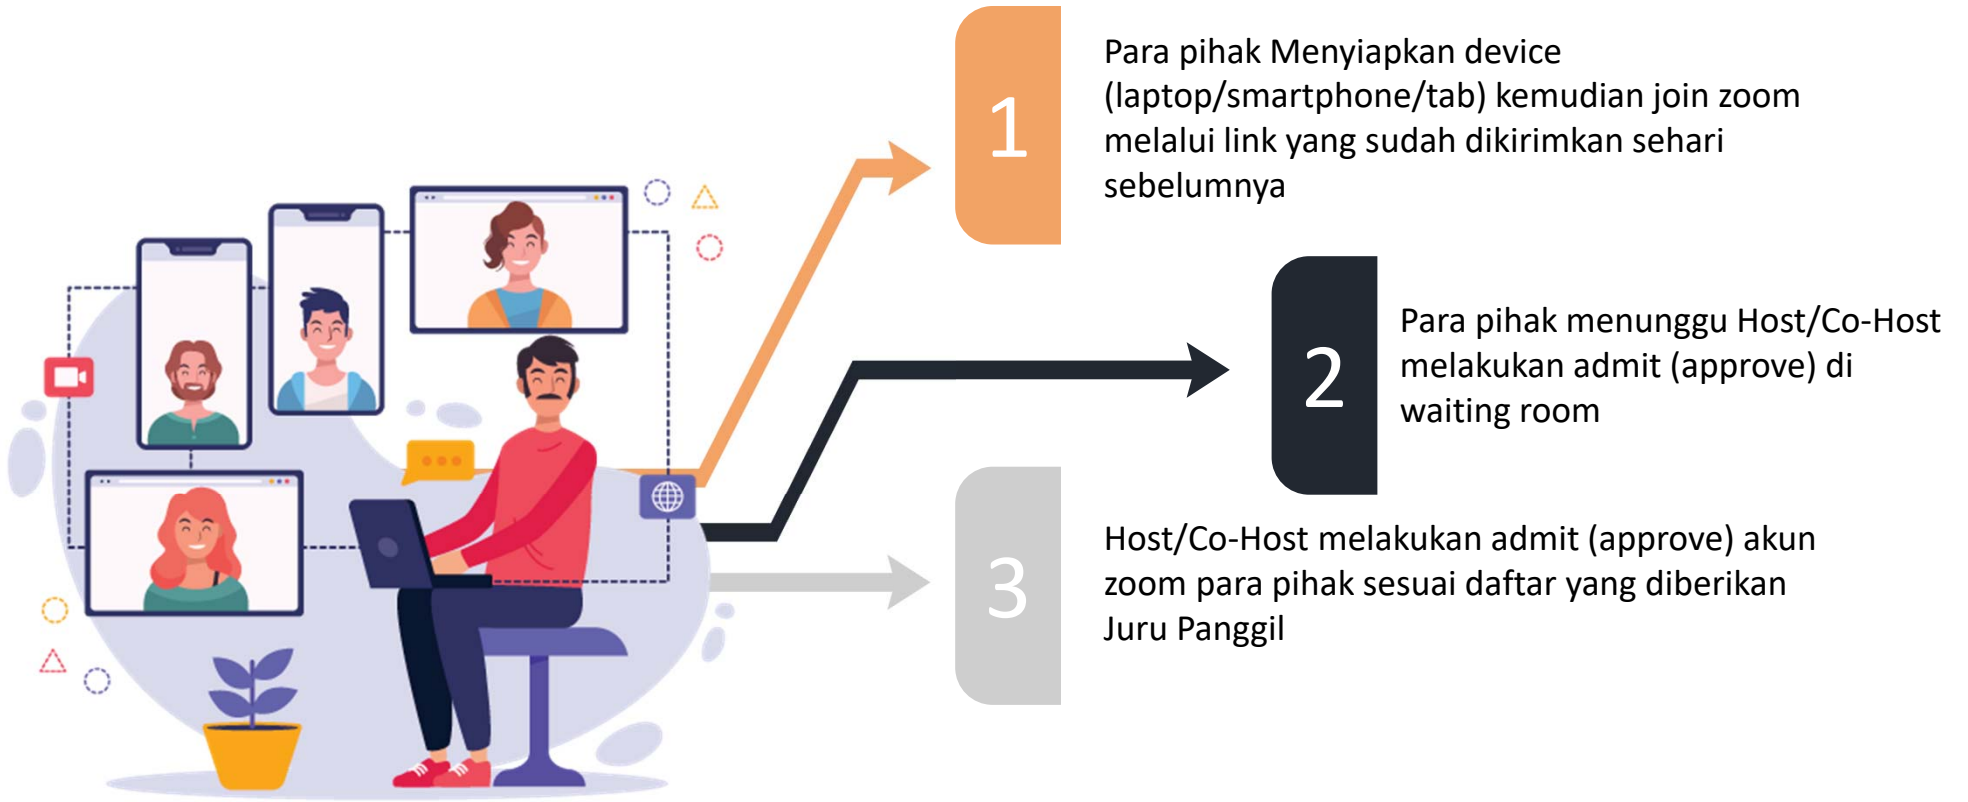 1
Para pihak Menyiapkan device
(laptop/smartphone/tab) kemudian join zoom
melalui link yang sudah dikirimkan sehari
sebelumnya
2
Para pihak menunggu Host/Co-Host
melakukan admit (approve) di
waiting room
3
Host/Co-Host melakukan admit (approve) akun
zoom para pihak sesuai daftar yang diberikan
Juru Panggil